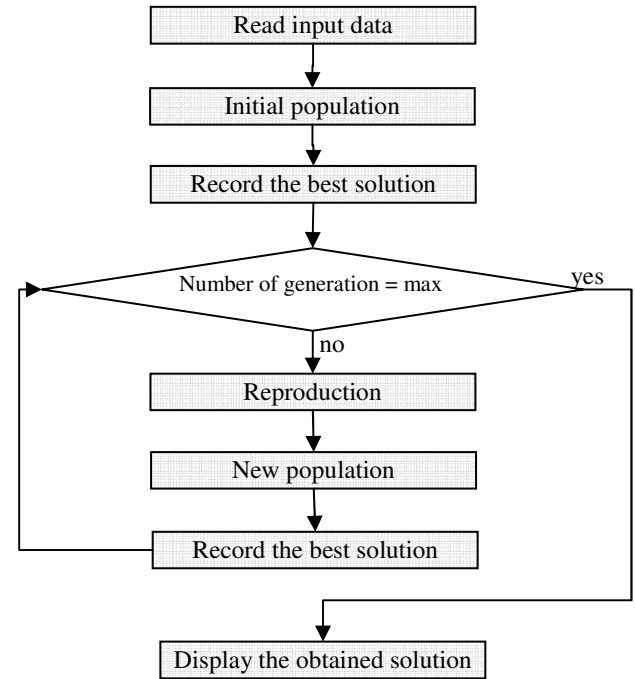 Read input data
Initial population
Record the best solution
Number of generation = max
yes
no
Reproduction
New population
Record the best solution
Display the obtained solution